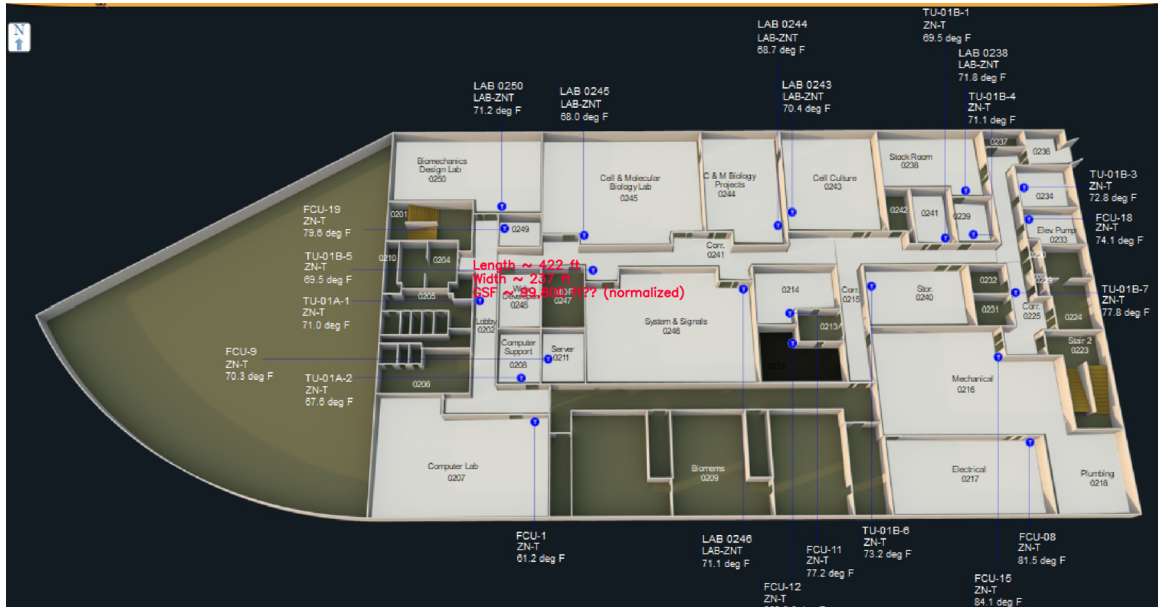 N
TU-01B-1
ZN-T
69.5 deg F
LAB 0244
LAB-ZNT
68.7 deg F
LAB 0238
LAB-ZNT
71.8 deg F
LAB 0250
LAB-ZNT
71.2 deg F
LAB 0245
LAB-ZNT
68.0 deg F
LAB 0243
LAB-ZNT
70.4 deg F
TU-01B-4
ZN-T
71.1 deg F
TU-01B-3
ZN-T
72.8 deg F
FCU-18
ZN-T
74.1 deg F
TU-01B-7
ZN-T
77.8 deg F
FCU-19
ZN-T
79.6 deg F
TU-01B-5
ZN-T
69.5 deg F
TU-01A-1
ZN-T
71.0 deg F
FCU-9
ZN-T
70.3 deg F
TU-01A-2
ZN-T
67.6 deg F
Biomechanics
Design Lab
0250
Cell & Molecular
Biology Lab
0245
C & M Biology
Projects
0244
Cell Culture
0243
Stock Room
0238
0237
0236
0234
Elev Pump
0233
0242
0241
0239
0201
0249
0210
0204
0205
Corr.
0241
Length ~ 422 ft
Width ~ 237 ft
GSF ~ 99,800 ft?? (normalized)
0246
0247
Lobby
0202
System & Signals
0246
0214
0213
Corr.
0215
Stor.
0240
0232
0231
0229
Corr.
0225
0224
Stair 2
0223
Computer
Support
0208
Server
0211
0206
0212
Mechanical
0216
Computer Lab
0207
Biomems
0209
Electrical
0217
Plumbing
0218
FCU-1
ZN-T
61.2 deg F
LAB 0246
LAB-ZNT
71.1 deg F
FCU-11
ZN-T
77.2 deg F
FCU-12
ZN-T
TU-01B-6
ZN-T
73.2 deg F
FCU-08
ZN-T
81.5 deg F
FCU-15
ZN-T
84.1 deg F